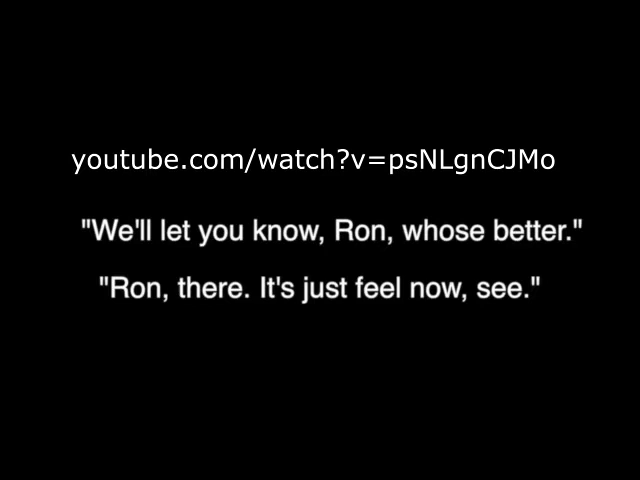 youtube.com/watch?v=psNLgnCJMo
"We'll let you know, Ron, whose better."
"Ron, there. It's just feel now, see."